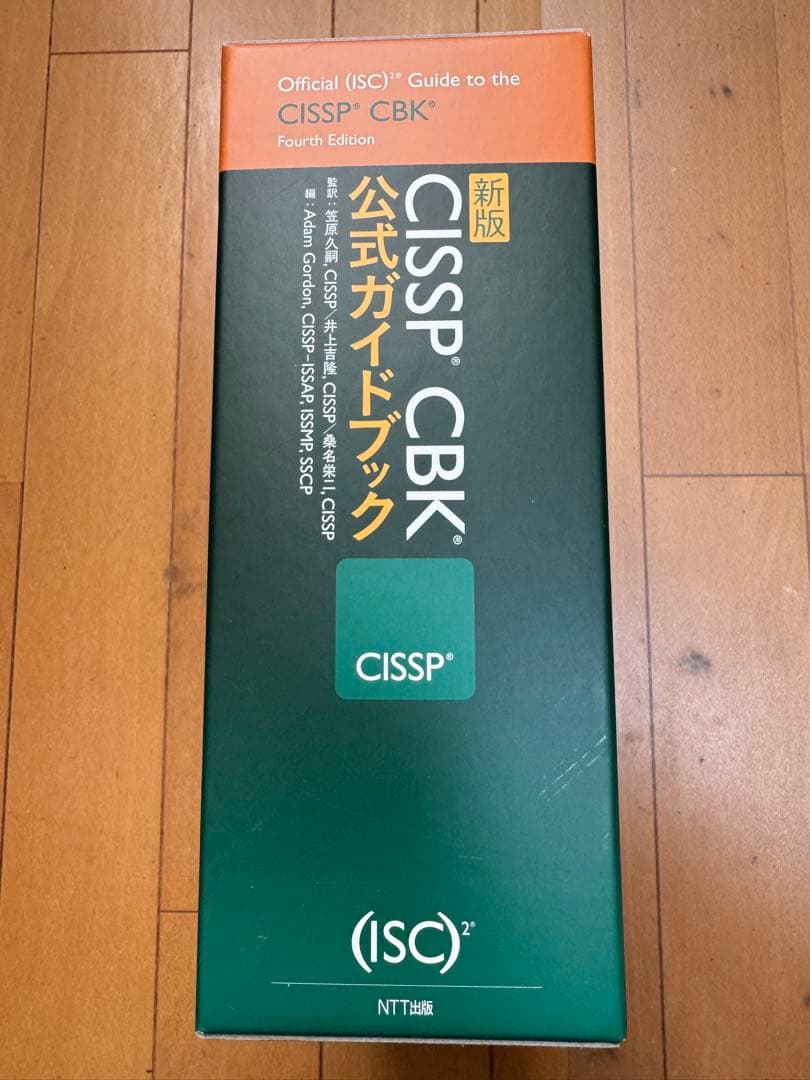 Official (ISC)²® Guide to the
CISSP® CBK®
Fourth Edition
新版
CISSP® CBK®
公式ガイドブック
監訳：笠原久嗣, CISSP／井上吉隆, CISSP／桑名栄二, CISSP
編：Adam Gordon, CISSP-ISSAP, ISSMP, SSCP
CISSP®
(ISC)²®
NTT出版